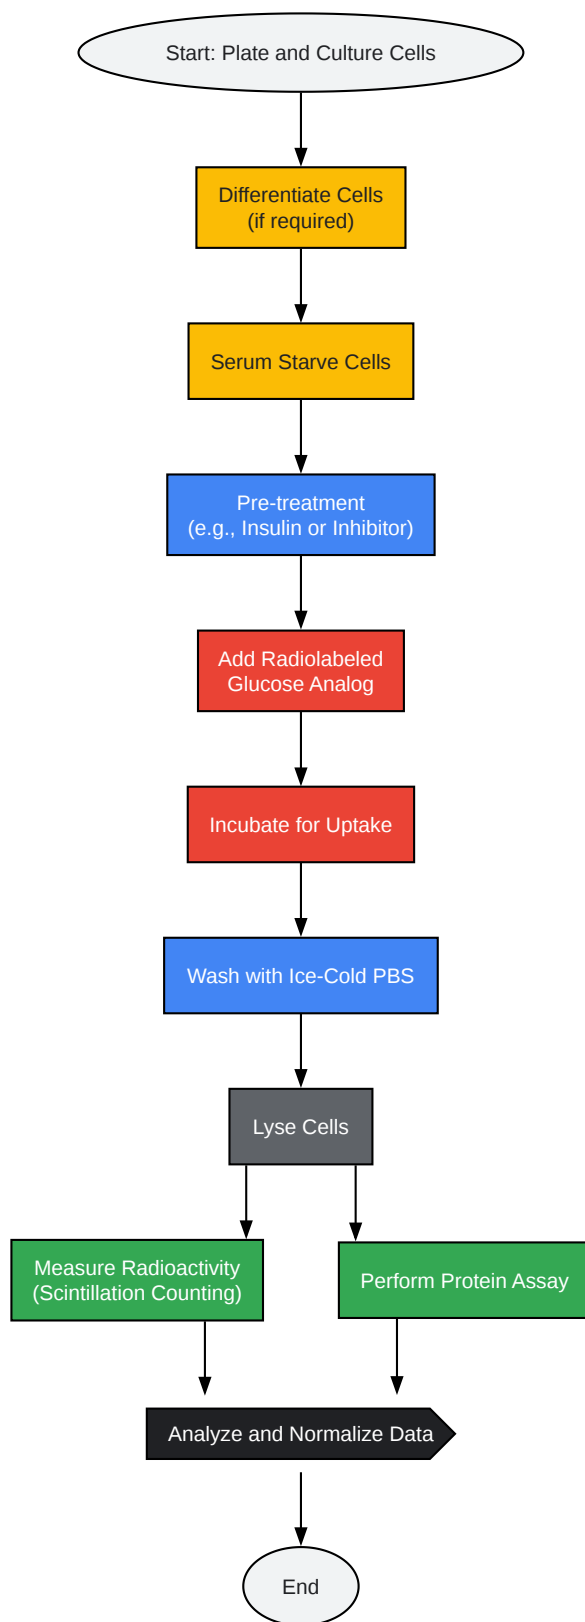 Start: Plate and Culture Cells
Differentiate Cells
(if required)
Serum Starve Cells
Pre-treatment
(e.g., Insulin or Inhibitor)
Add Radiolabeled
Glucose Analog
Incubate for Uptake
Wash with Ice-Cold PBS
Lyse Cells
Measure Radioactivity
(Scintillation Counting)
Perform Protein Assay
Analyze and Normalize Data
End